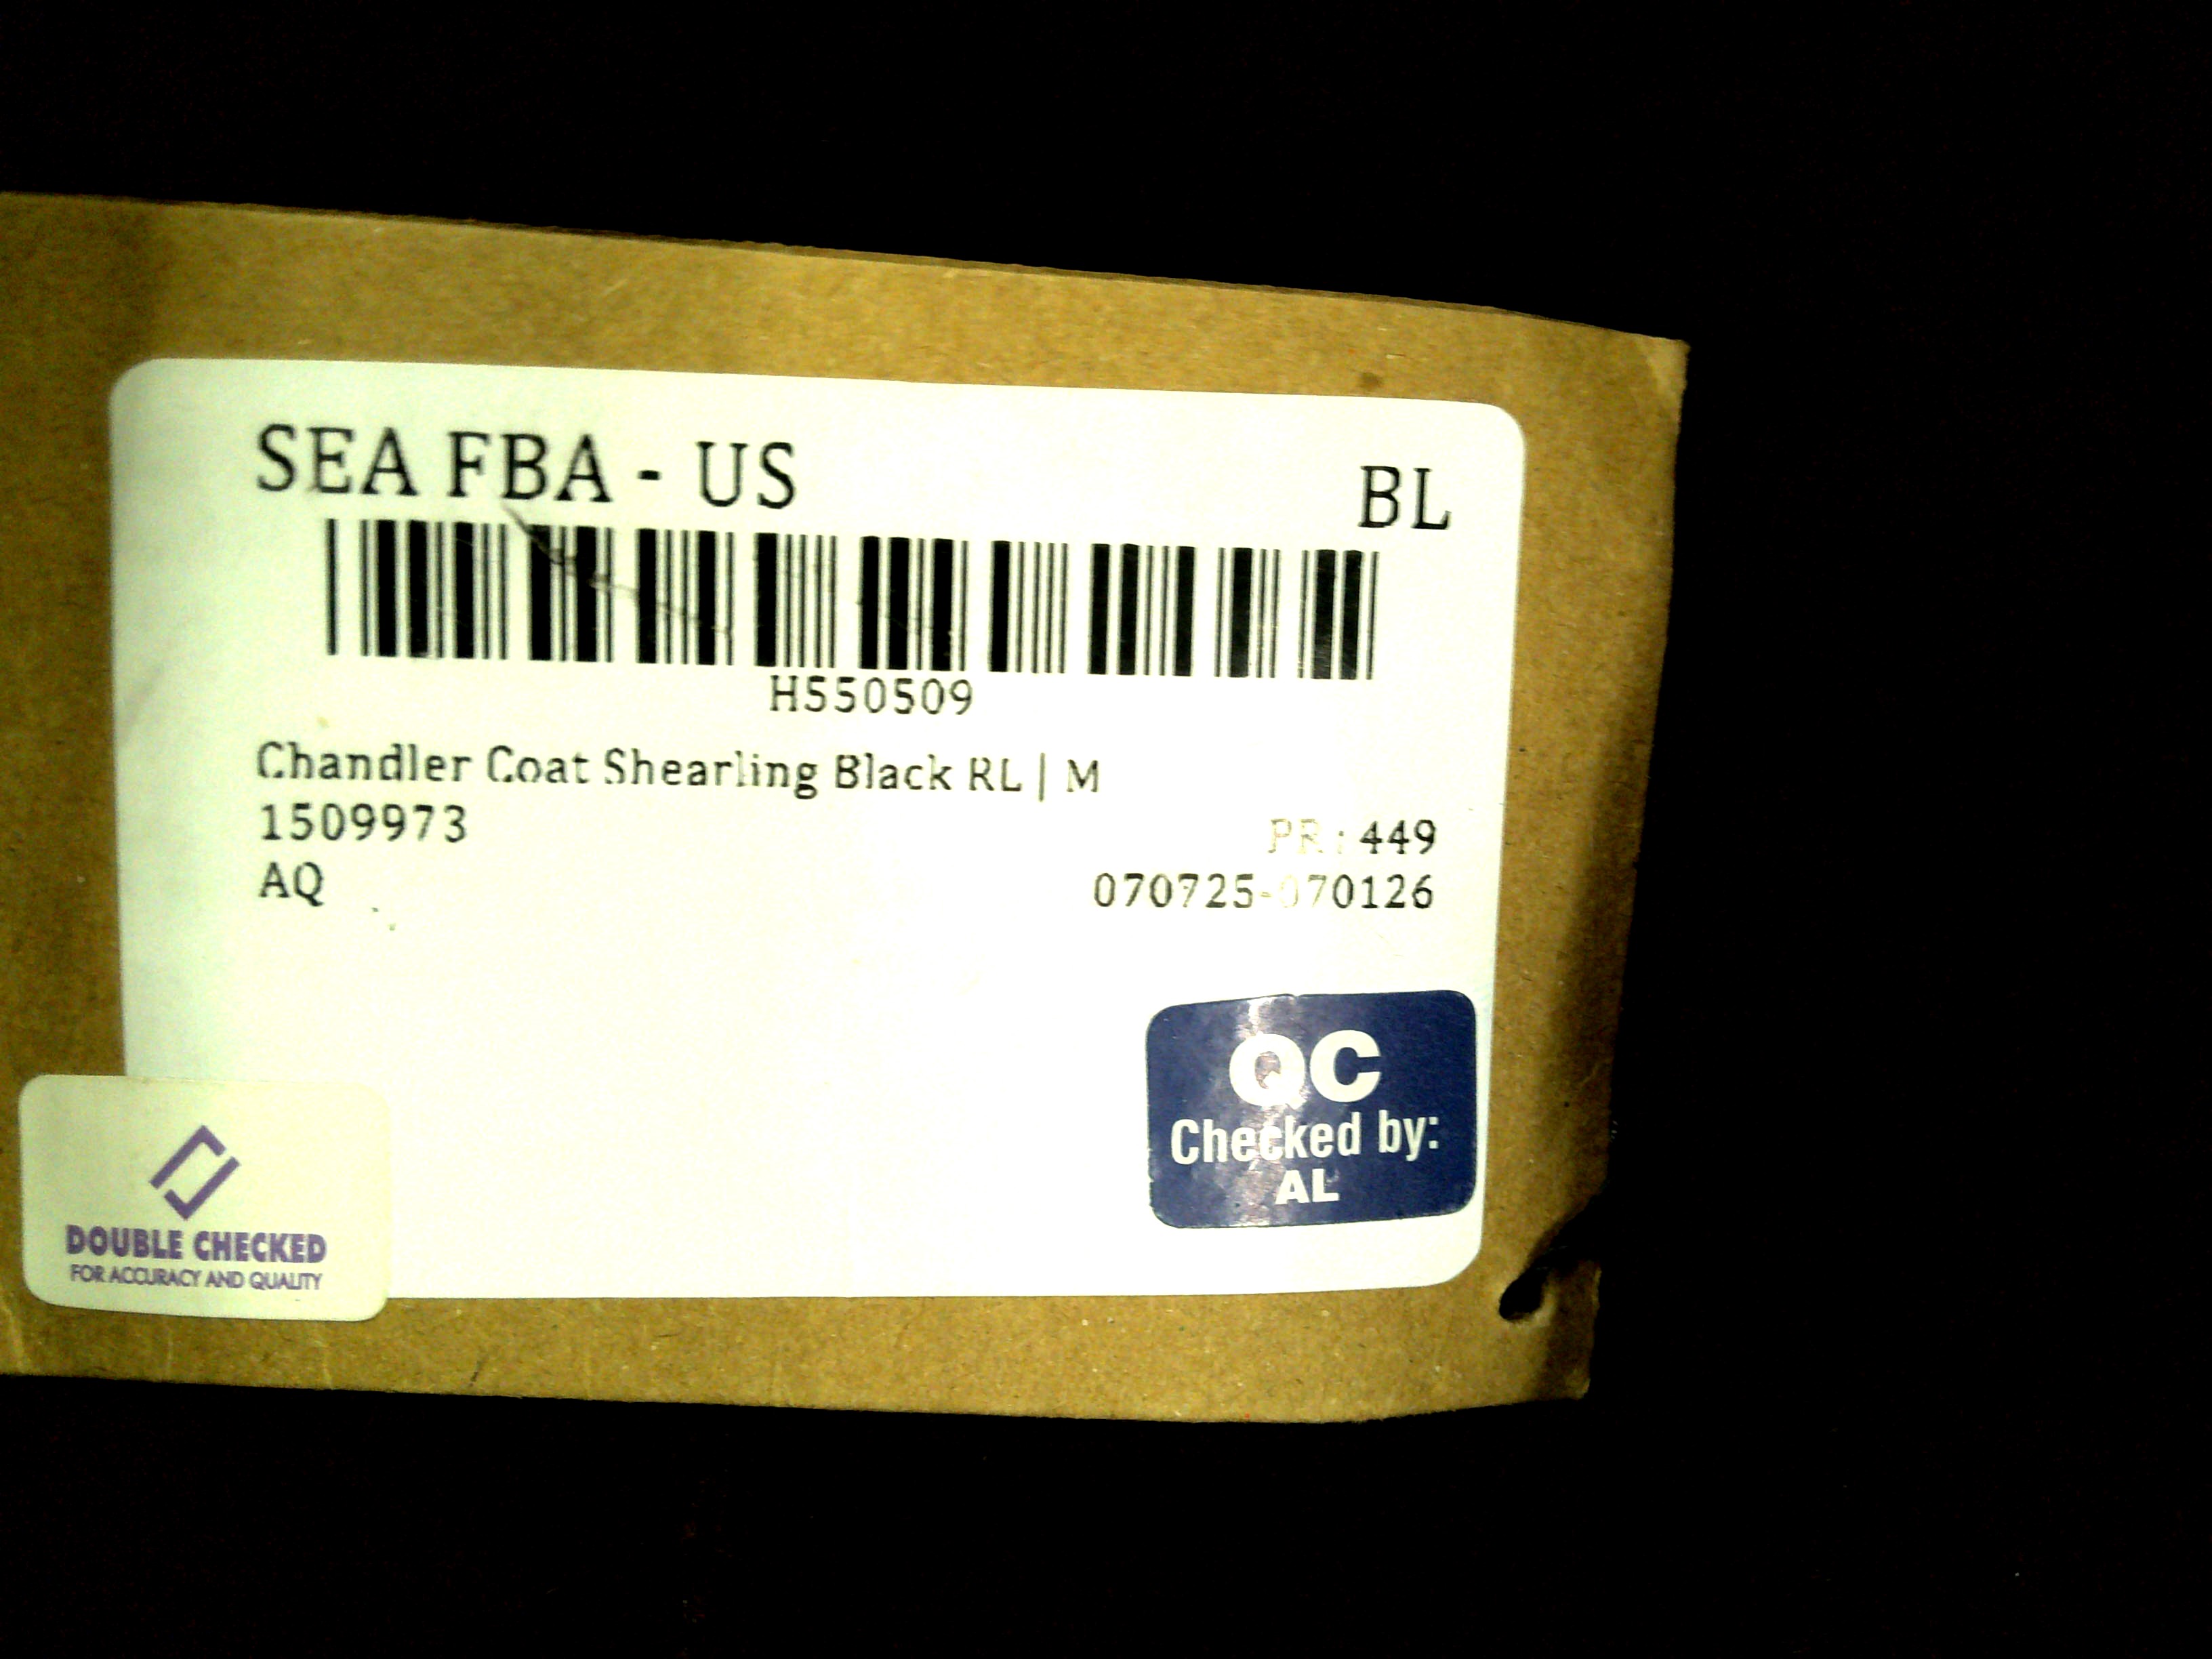 SEA FBA - US
BL
H550509
Chandler Coat Shearling Black RL | M
1509973
PR: 449
AQ
070725-070126
QC
Checked by:
AL
DOUBLE CHECKED
FOR ACCURACY AND QUALITY